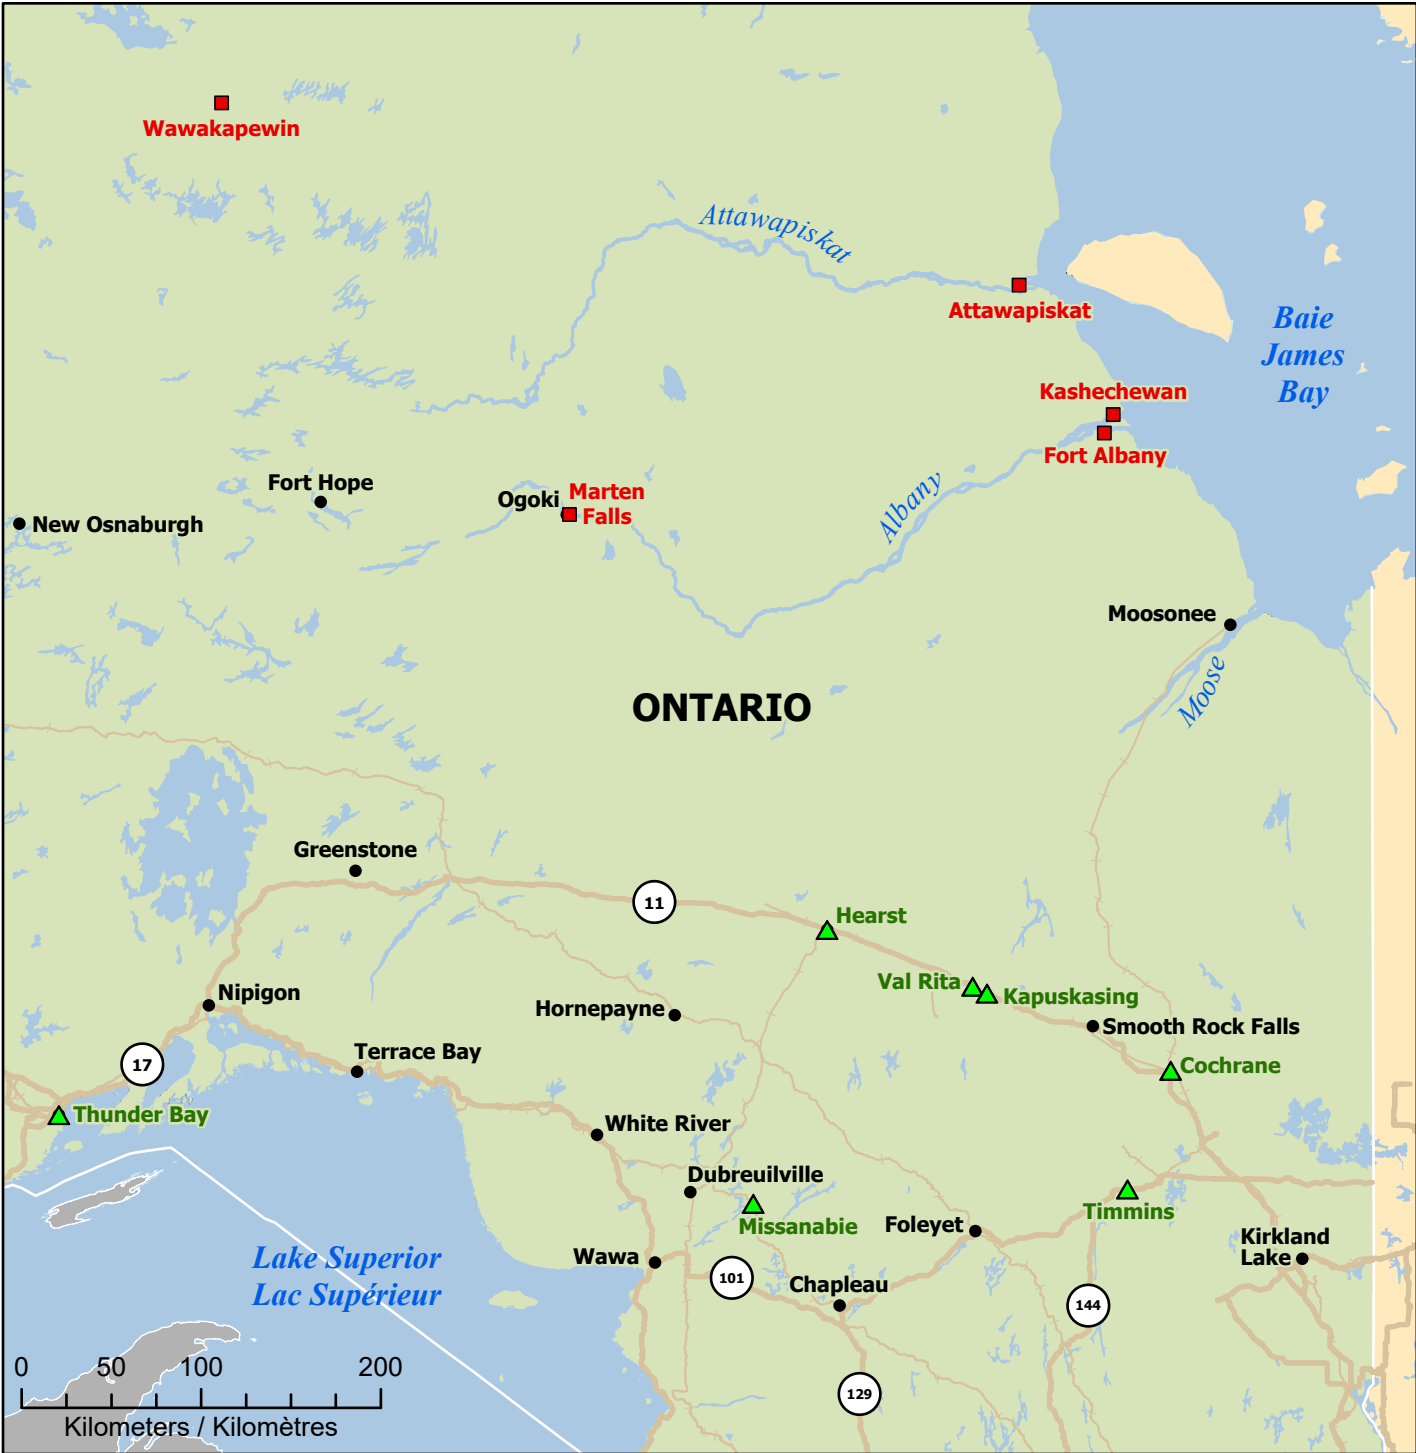 Wawakapewin
Attawapiskat
Attawapiskat
Baie
James
Bay
Kashechewan
Fort Albany
Albany
Fort Hope
Ogoki
Marten
Falls
New Osnaburgh
Moosonee
Moose
ONTARIO
Greenstone
11
Hearst
Val Rita
Kapuskasing
Nipigon
Hornepayne
Smooth Rock Falls
Terrace Bay
17
Cochrane
Thunder Bay
White River
Dubreuilville
Missanabie
Timmins
Foleyet
Kirkland
Lake
Wawa
Lake Superior
Lac Supérieur
101
Chapleau
144
129
0 50 100 200
Kilometers / Kilomètres